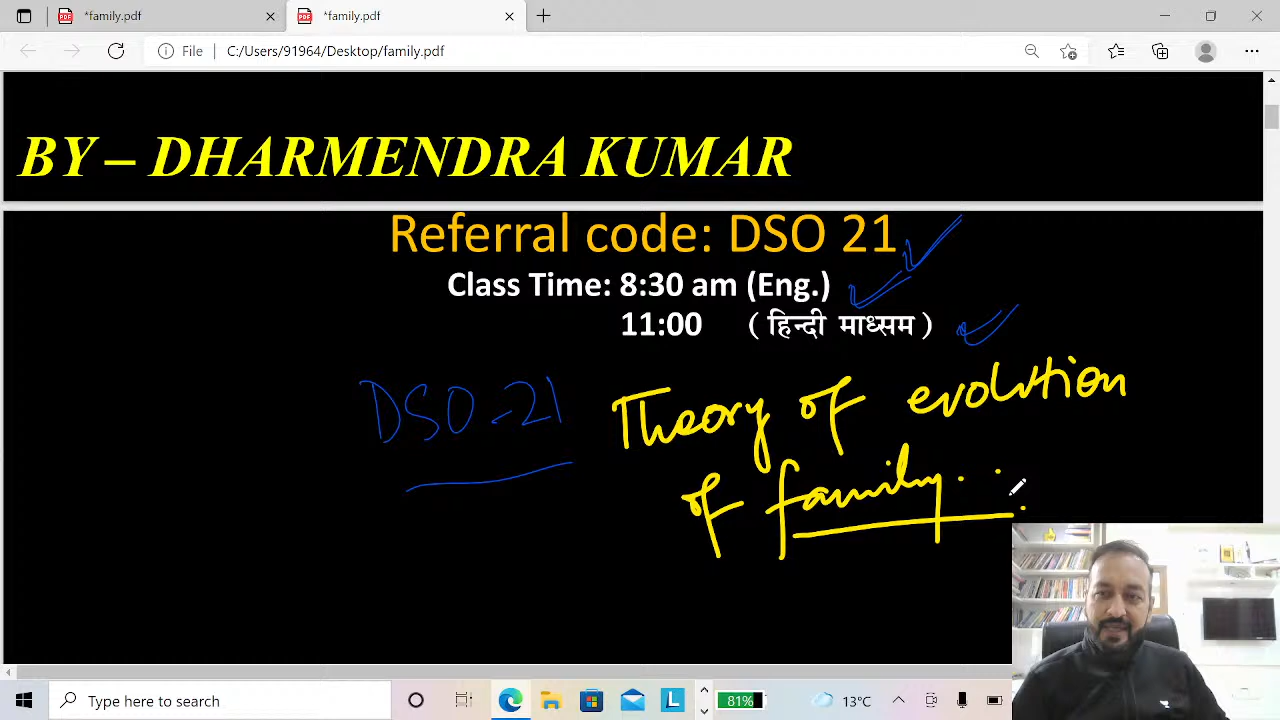 *family.pdf
*family.pdf
File
C:/Users/91964/Desktop/family.pdf
BY – DHARMENDRA KUMAR
Referral code: DSO 21
Class Time: 8:30 am (Eng.)
11:00 ( हिन्दी माध्सम )
DSO-21
Theory of evolution
of family..
Type here to search
81%
13°C